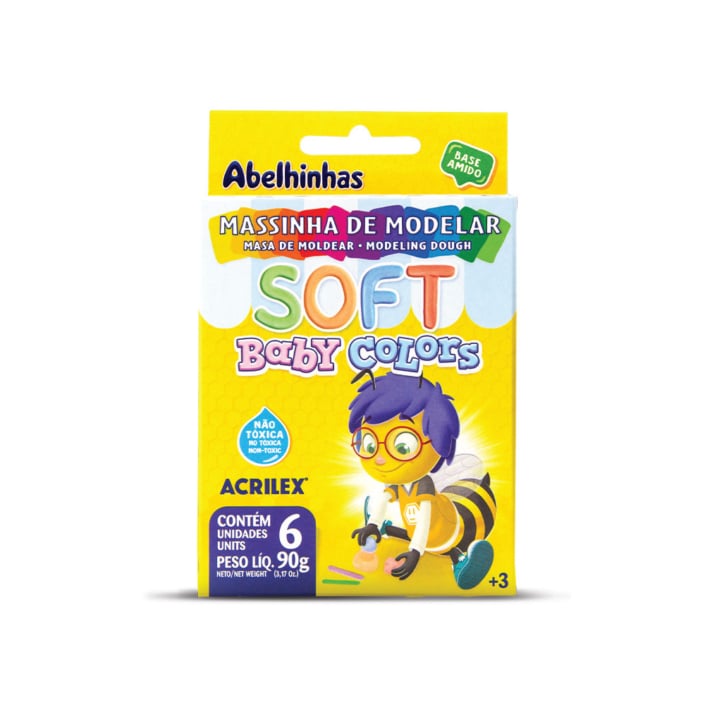 Abelhinhas
BASE
AMIDO
MASSINHA DE MODELAR
MASA DE MOLDEAR • MODELING DOUGH
SOFT
BaBY COLORS
NÃO
TÓXICA
NO TÓXICA
NON-TOXIC
ACRILEX®
CONTÉM 6
UNIDADES
UNITS
PESO LÍQ. 90g
NETO/NET WEIGHT (3,17 Oz.)
+3